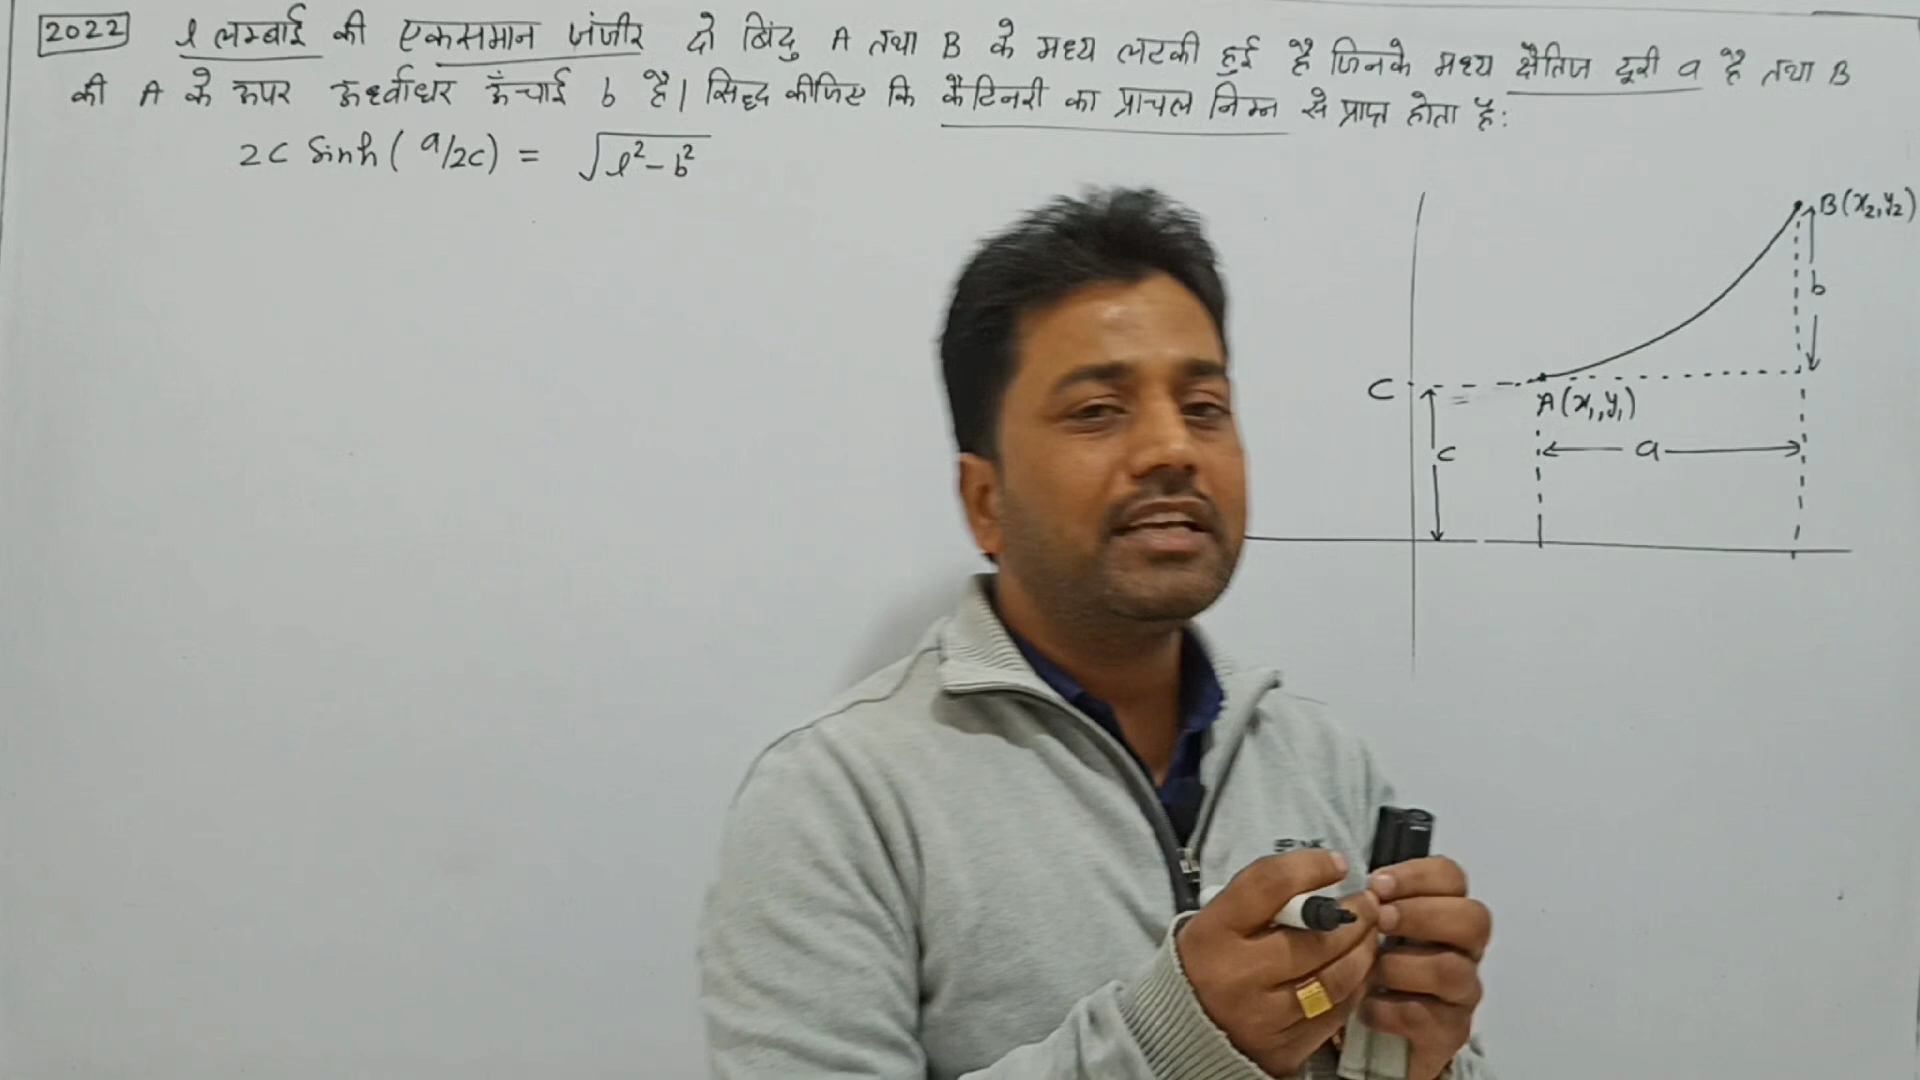 2022 l लम्बाई की एकसमान जंजीर दो बिंदु A तथा B के मध्य लटकी हुई है जिनके मध्य क्षैतिज दूरी a है तथा B
की A के ऊपर ऊर्ध्वाधर ऊँचाई b है। सिद्ध कीजिए कि कैटिनरी का प्राचल निम्न से प्राप्त होता है:
2c Sinh( a/2c) = √l²-b²
B(x₂,y₂)
b
C
A(x₁,y₁)
c
a